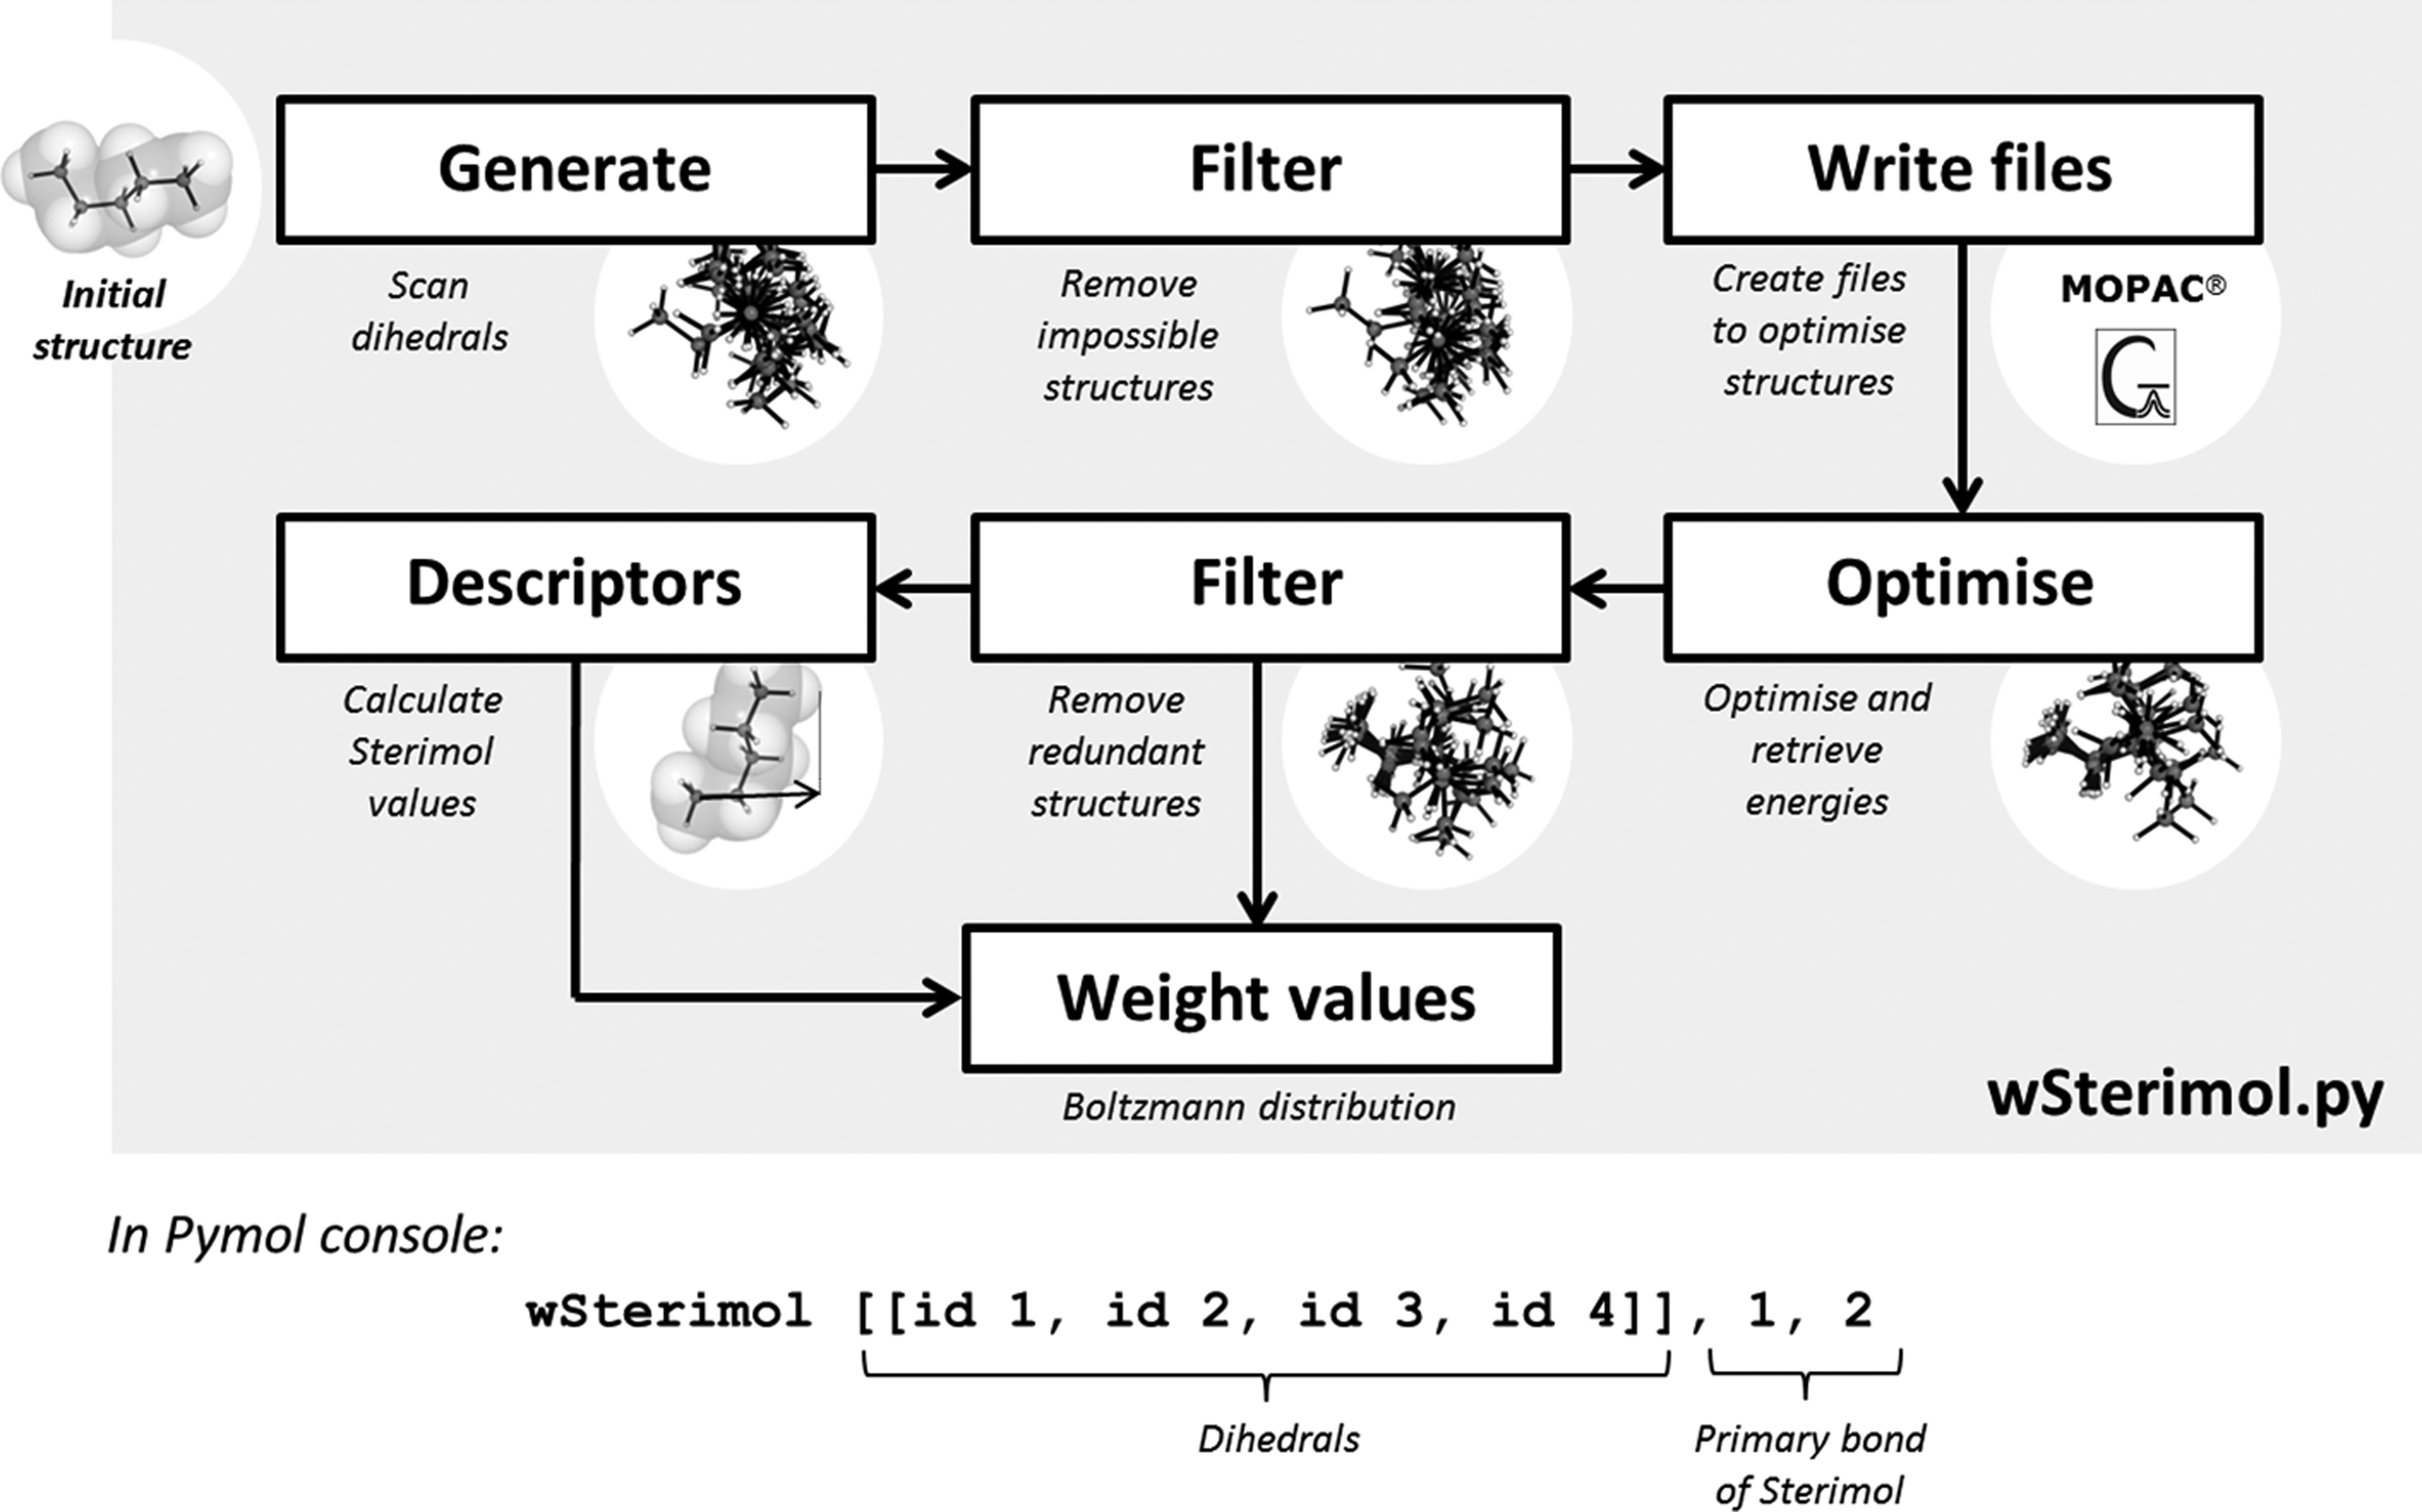 Initial
structure
Generate
Scan
dihedrals
Filter
Remove
impossible
structures
Write files
Create files
to optimise
structures
MOPAC®
G
Optimise
Optimise and
retrieve
energies
Filter
Remove
redundant
structures
Descriptors
Calculate
Sterimol
values
Weight values
Boltzmann distribution
wSterimol.py
In Pymol console:
wSterimol [[id 1, id 2, id 3, id 4]], 1, 2
Dihedrals
Primary bond
of Sterimol